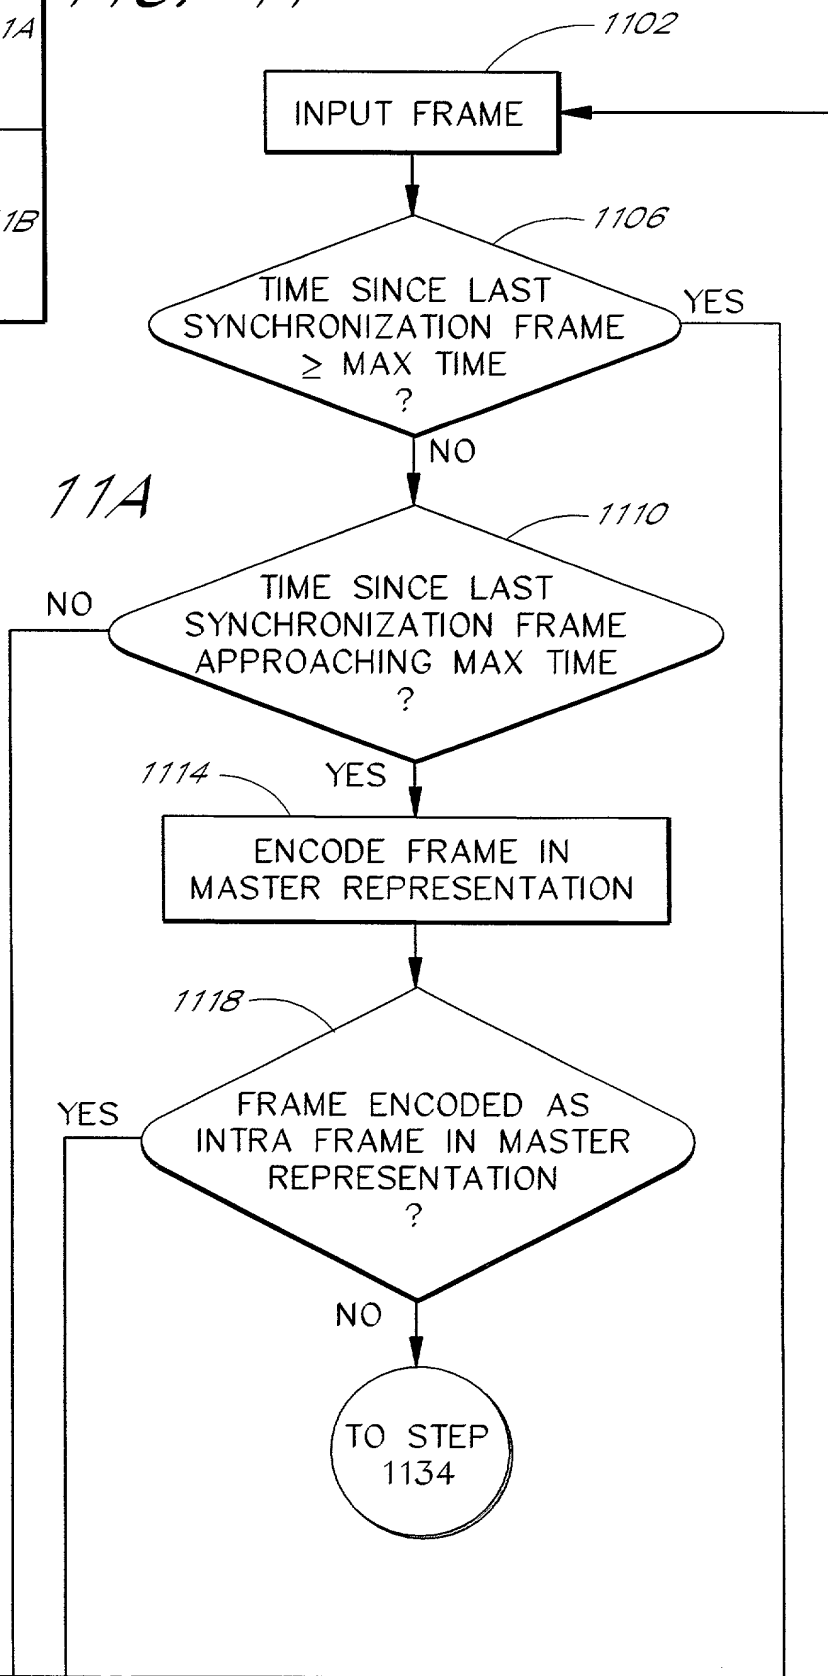 1A
1102
INPUT FRAME
1B
1106
TIME SINCE LAST
SYNCHRONIZATION FRAME
≥ MAX TIME
?
YES
NO
11A
1110
TIME SINCE LAST
SYNCHRONIZATION FRAME
APPROACHING MAX TIME
?
NO
YES
1114
ENCODE FRAME IN
MASTER REPRESENTATION
1118
FRAME ENCODED AS
INTRA FRAME IN MASTER
REPRESENTATION
?
YES
NO
TO STEP
1134